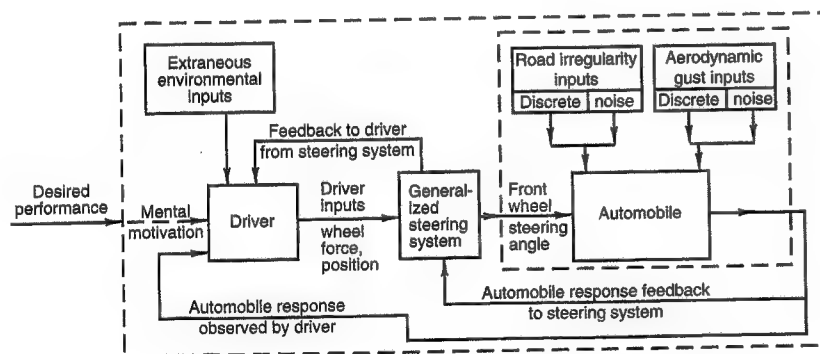 Extraneous
environmental
inputs
Road irregularity
inputs
Discrete noise
Aerodynamic
gust inputs
Discrete noise
Feedback to driver
from steering system
Desired
performance
Mental
motivation
Driver
Driver
inputs
wheel
force,
position
General-
ized
steering
system
Front
wheel
steering
angle
Automobile
Automobile response feedback
to steering system
Automobile response
observed by driver